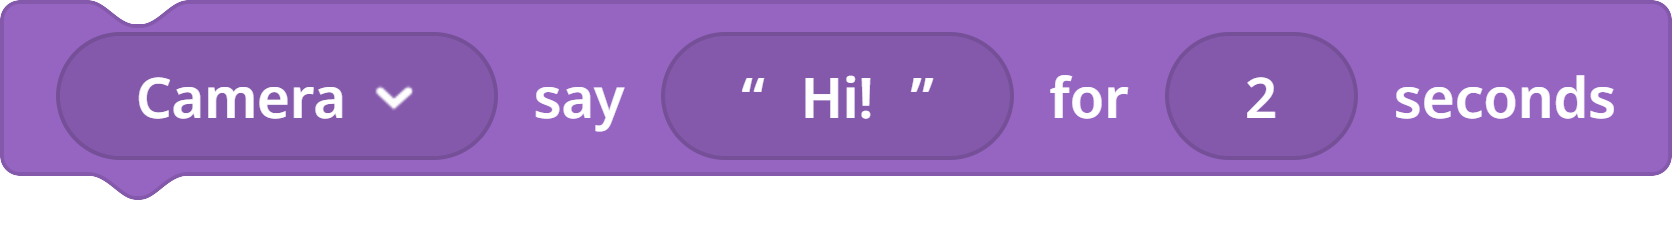 Camera say “ Hi! ” for 2 seconds